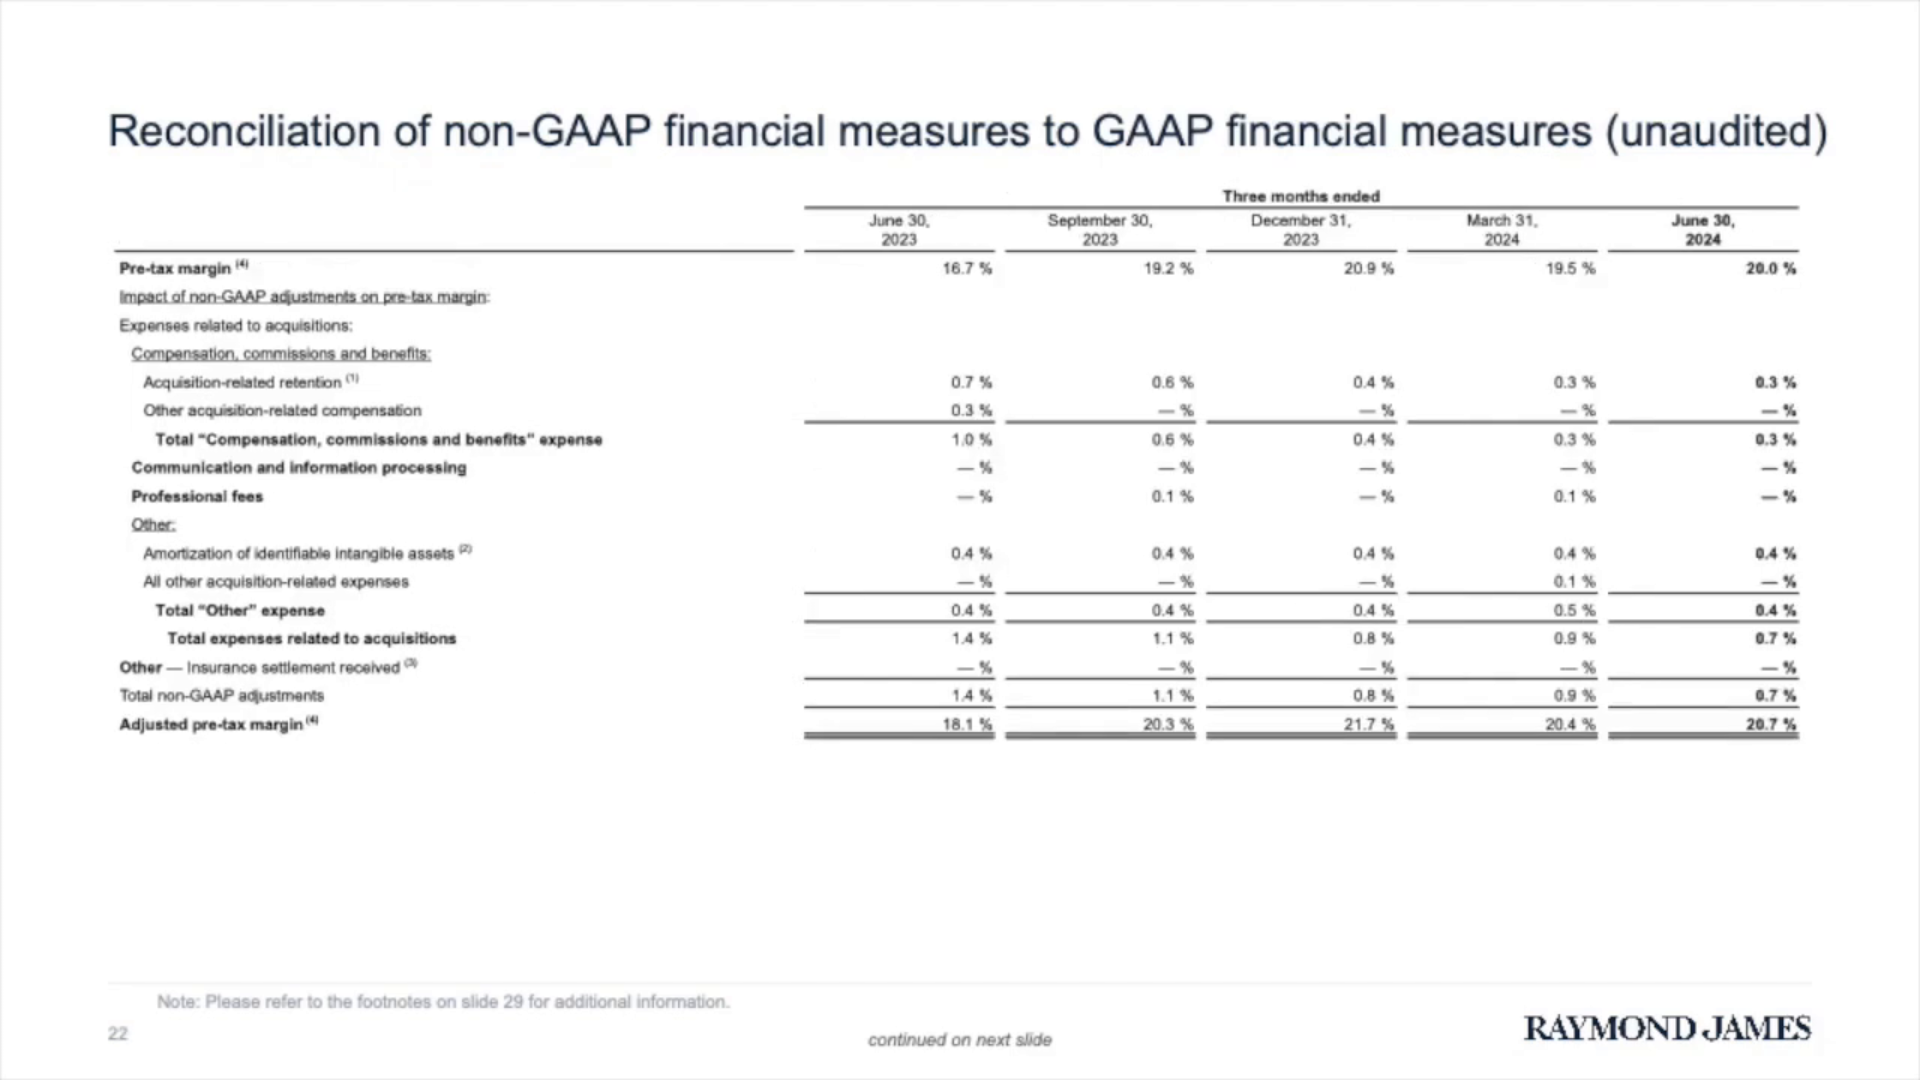 Reconciliation of non-GAAP financial measures to GAAP financial measures (unaudited)
Three months ended
June 30, 2023 September 30, 2023 December 31, 2023 March 31, 2024 June 30, 2024
Pre-tax margin (4) 16.7 % 19.2 % 20.9 % 19.5 % 20.0 %
Impact of non-GAAP adjustments on pre-tax margin:
Expenses related to acquisitions:
Compensation, commissions and benefits:
Acquisition-related retention (1) 0.7 % 0.6 % 0.4 % 0.3 % 0.3 %
Other acquisition-related compensation 0.3 % — % — % — % — %
Total “Compensation, commissions and benefits” expense 1.0 % 0.6 % 0.4 % 0.3 % 0.3 %
Communication and information processing — % — % — % — % — %
Professional fees — % 0.1 % — % 0.1 % — %
Other:
Amortization of identifiable intangible assets (2) 0.4 % 0.4 % 0.4 % 0.4 % 0.4 %
All other acquisition-related expenses — % — % — % 0.1 % — %
Total “Other” expense 0.4 % 0.4 % 0.4 % 0.5 % 0.4 %
Total expenses related to acquisitions 1.4 % 1.1 % 0.8 % 0.9 % 0.7 %
Other — Insurance settlement received (3) — % — % — % — % — %
Total non-GAAP adjustments 1.4 % 1.1 % 0.8 % 0.9 % 0.7 %
Adjusted pre-tax margin (4) 18.1 % 20.3 % 21.7 % 20.4 % 20.7 %
Note: Please refer to the footnotes on slide 29 for additional information.
22
continued on next slide
RAYMOND JAMES